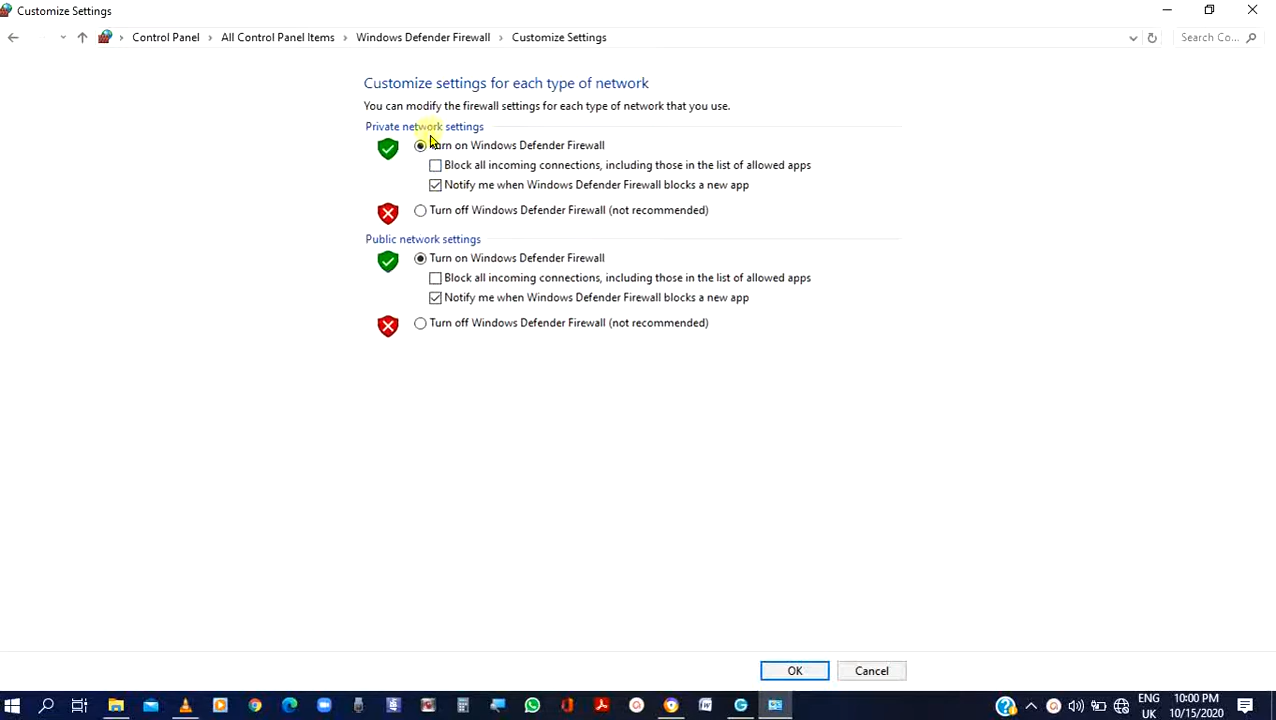 Customize Settings
Control Panel › All Control Panel Items › Windows Defender Firewall › Customize Settings
Search Co...
Customize settings for each type of network
You can modify the firewall settings for each type of network that you use.
Private network settings
Turn on Windows Defender Firewall
Block all incoming connections, including those in the list of allowed apps
Notify me when Windows Defender Firewall blocks a new app
Turn off Windows Defender Firewall (not recommended)
Public network settings
Turn on Windows Defender Firewall
Block all incoming connections, including those in the list of allowed apps
Notify me when Windows Defender Firewall blocks a new app
Turn off Windows Defender Firewall (not recommended)
OK Cancel
ENG 10:00 PM
UK 10/15/2020